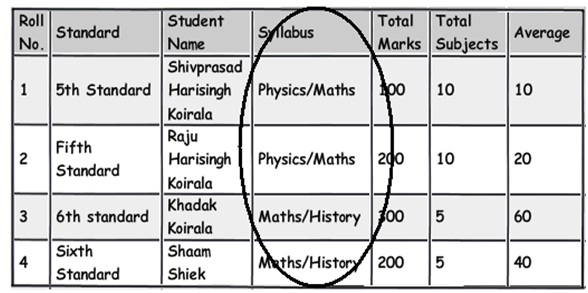 Roll No. Standard Student Name Syllabus Total Marks Total Subjects Average
1 5th Standard Shivprasad Harisingh Koirala Physics/Maths 100 10 10
2 Fifth Standard Raju Harisingh Koirala Physics/Maths 200 10 20
3 6th standard Khadak Koirala Maths/History 300 5 60
4 Sixth Standard Shaam Shiek Maths/History 200 5 40